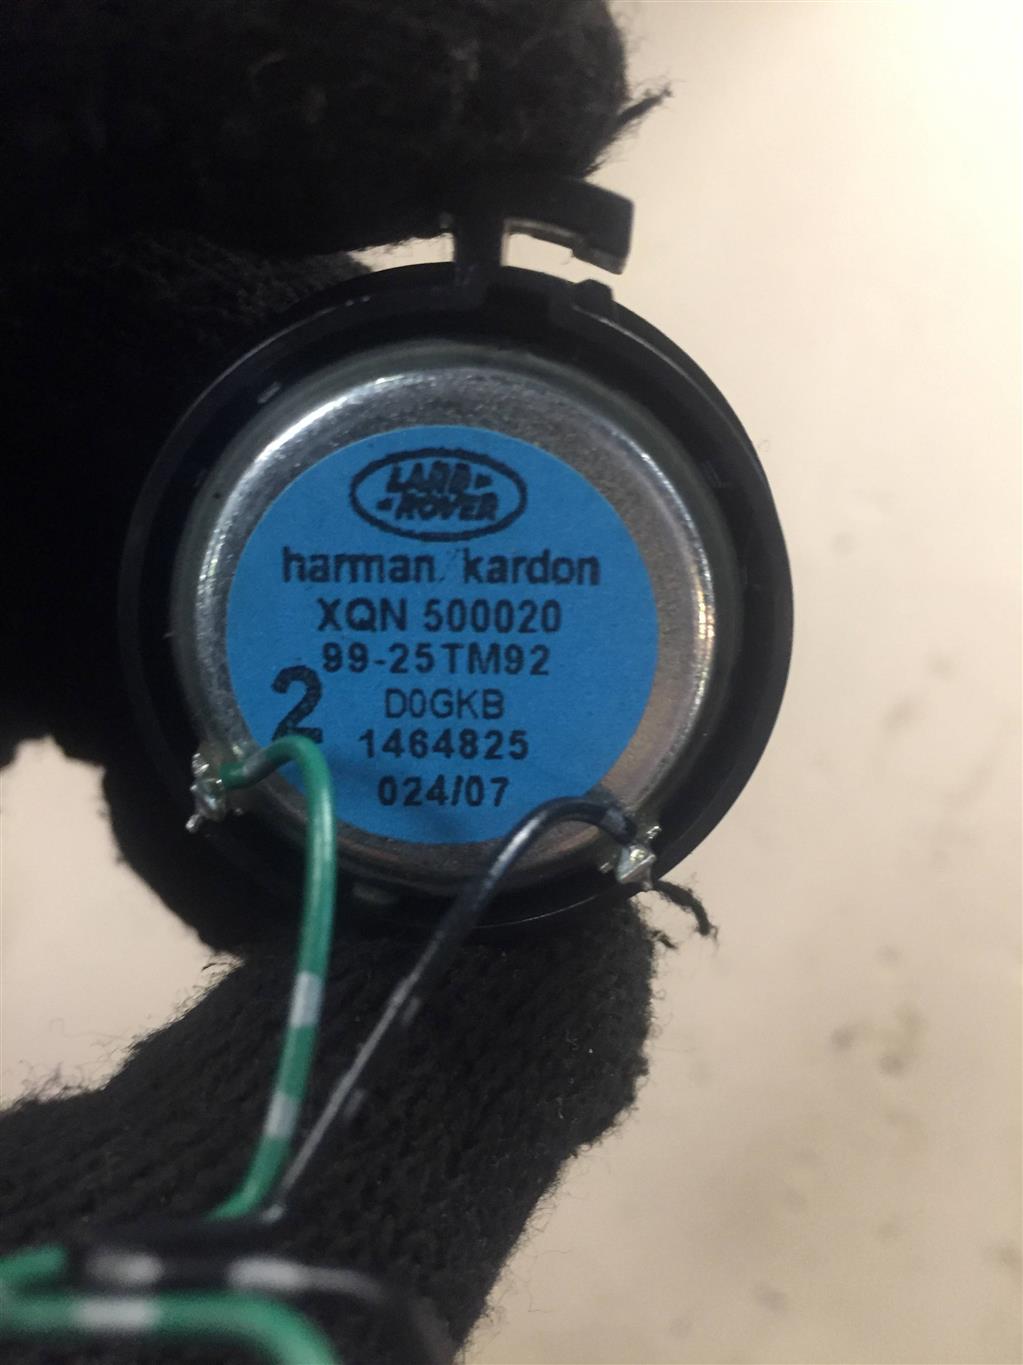 LAND
ROVER
harman/kardon
XQN 500020
99-25TM92
D0GKB
2
1464825
024/07